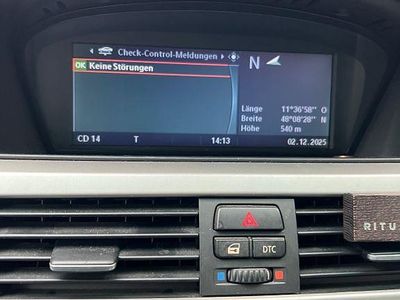 Check-Control-Meldungen
OK Keine Störungen
N
Länge 11°36'58" O
Breite 48°08'28" N
Höhe 540 m
CD 14 T 14:13 02.12.2025
DTC
RITU